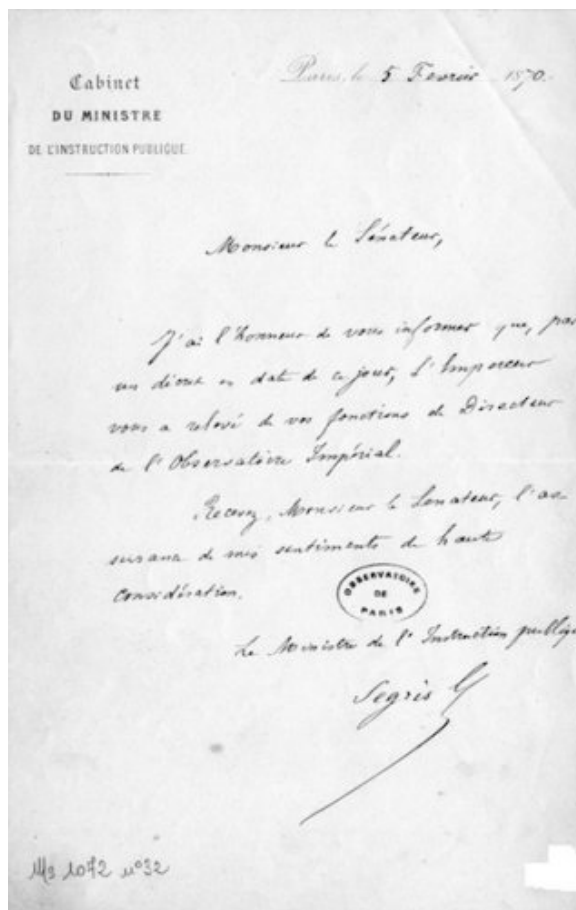 Cabinet
DU MINISTRE
DE L'INSTRUCTION PUBLIQUE.
Paris, le 5 Fevrier 1870.
Monsieur le Sénateur,
J'ai l'honneur de vous informer que, par
un décret en date de ce jour, L'Empereur
vous a relevé de vos fonctions de Directeur
de l'Observatoire Impérial.
Recevez, Monsieur le Senateur, l'as-
surance de mes sentiments de haute
considération.
OBSERVATOIRE
DE
PARIS
Le Ministre de l'Instruction publique
Segris
Ms 1072 n°32